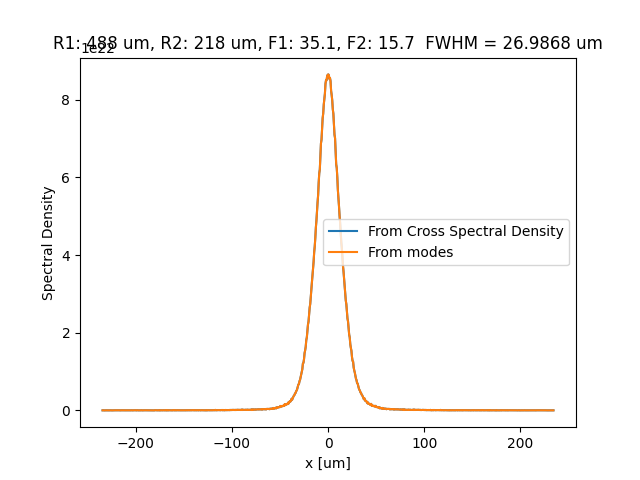 R1: 488 um, R2: 218 um, F1: 35.1, F2: 15.7  FWHM = 26.9868 um
1e22
8
6
4
2
0
Spectral Density
From Cross Spectral Density
From modes
−200
−100
0
100
200
x [um]